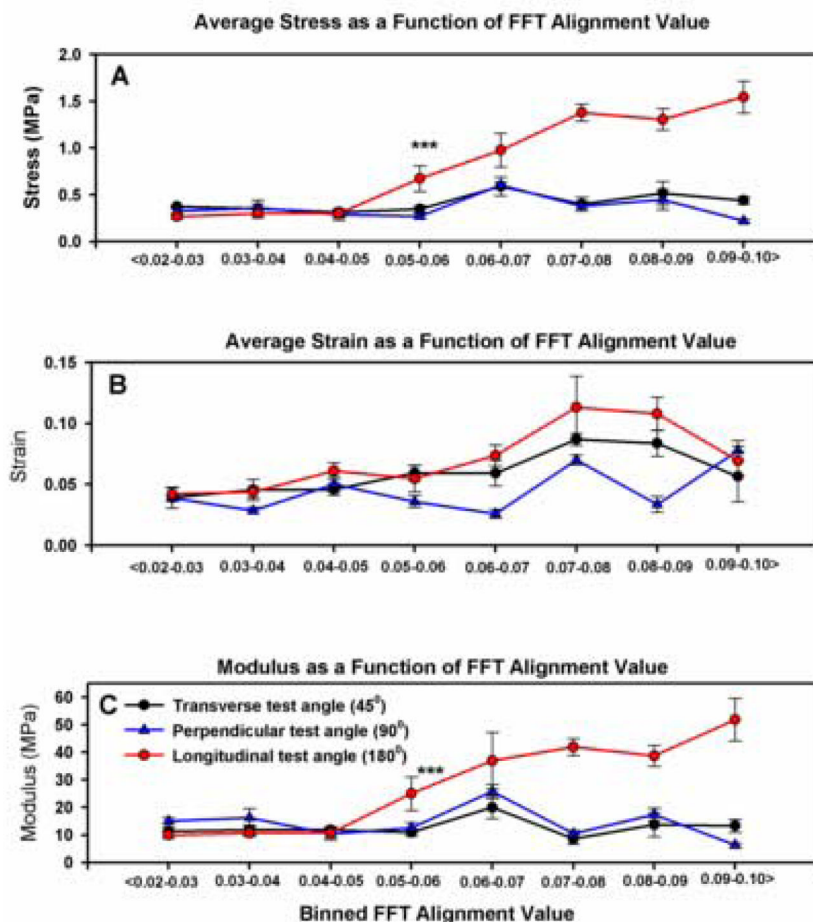 Average Stress as a Function of FFT Alignment Value
A
Stress (MPa)
2.0
1.5
1.0
0.5
0.0
***
<0.02-0.03 0.03-0.04 0.04-0.05 0.05-0.06 0.06-0.07 0.07-0.08 0.08-0.09 0.09-0.10>
Average Strain as a Function of FFT Alignment Value
B
Strain
0.15
0.10
0.05
0.00
<0.02-0.03 0.03-0.04 0.04-0.05 0.05-0.06 0.06-0.07 0.07-0.08 0.08-0.09 0.09-0.10>
Modulus as a Function of FFT Alignment Value
C
Modulus (MPa)
60
50
40
30
20
10
0
Transverse test angle (45⁰)
Perpendicular test angle (90⁰)
Longitudinal test angle (180⁰)
***
<0.02-0.03 0.03-0.04 0.04-0.05 0.05-0.06 0.06-0.07 0.07-0.08 0.08-0.09 0.09-0.10>
Binned FFT Alignment Value